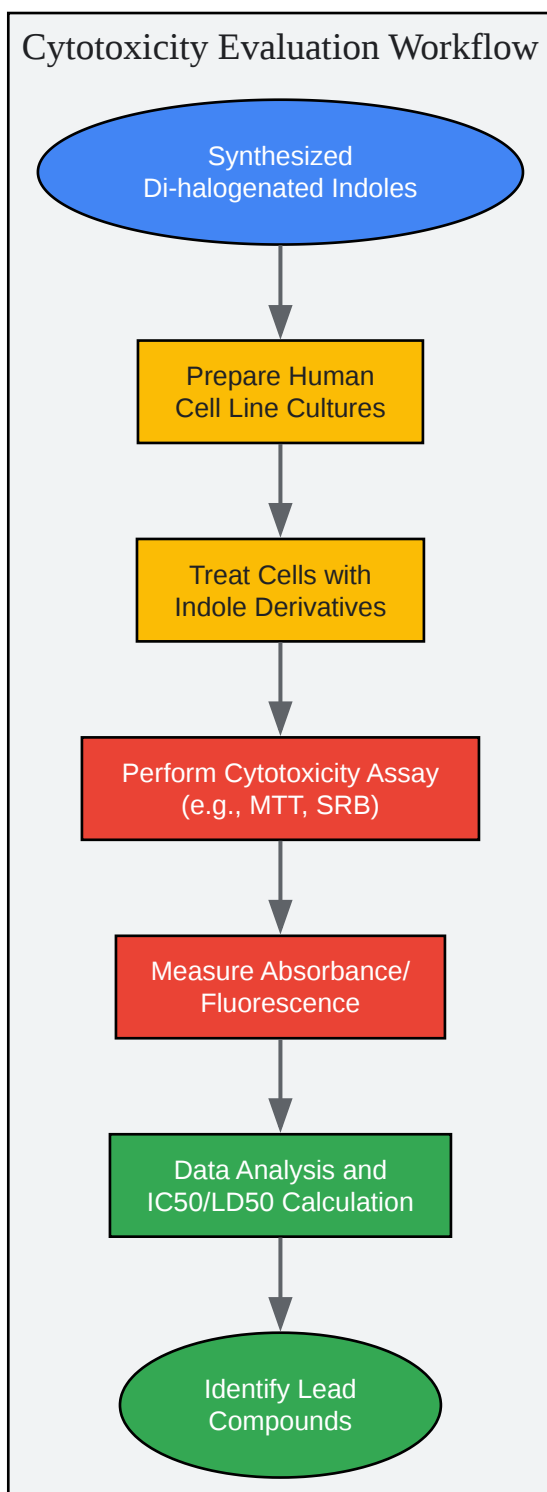 Cytotoxicity Evaluation Workflow
Synthesized
Di-halogenated Indoles
Prepare Human
Cell Line Cultures
Treat Cells with
Indole Derivatives
Perform Cytotoxicity Assay
(e.g., MTT, SRB)
Measure Absorbance/
Fluorescence
Data Analysis and
IC50/LD50 Calculation
Identify Lead
Compounds